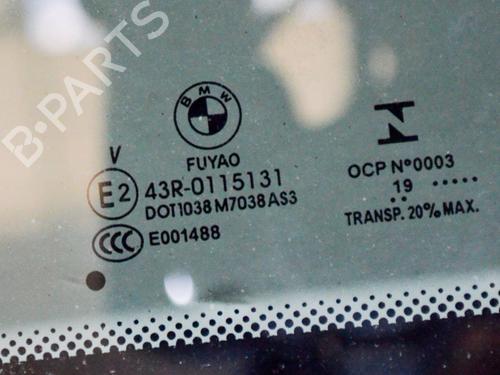 B-PARTS
BMW
FUYAO
V
E2 43R-0115131
DOT1038 M7038 AS3
CCC E001488
OCP Nº0003
.. 19 .....
TRANSP. 20% MAX.